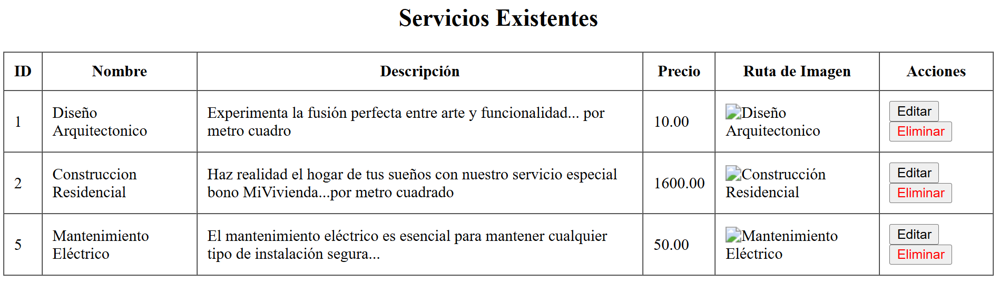 Servicios Existentes
ID Nombre Descripción Precio Ruta de Imagen Acciones
1 Diseño Arquitectonico Experimenta la fusión perfecta entre arte y funcionalidad... por metro cuadro 10.00 Diseño Arquitectonico Editar Eliminar
2 Construccion Residencial Haz realidad el hogar de tus sueños con nuestro servicio especial bono MiVivienda...por metro cuadrado 1600.00 Construcción Residencial Editar Eliminar
5 Mantenimiento Eléctrico El mantenimiento eléctrico es esencial para mantener cualquier tipo de instalación segura... 50.00 Mantenimiento Eléctrico Editar Eliminar